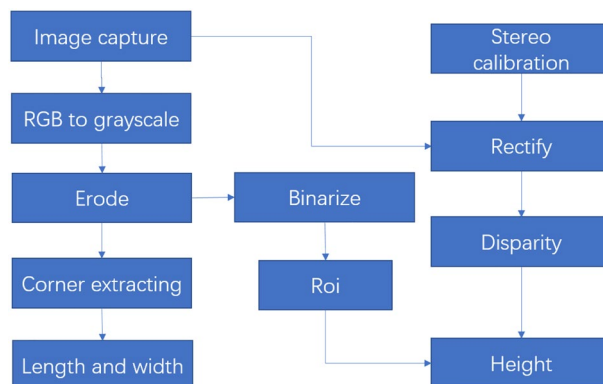 Image capture
Stereo
calibration
RGB to grayscale
Rectify
Erode
Binarize
Disparity
Corner extracting
Roi
Length and width
Height